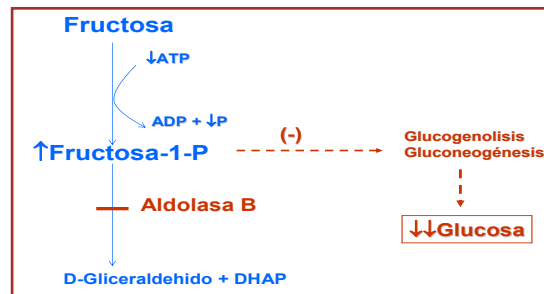 Fructosa
↓ATP
ADP + ↓P
↑Fructosa-1-P
(-)
Glucogenolisis
Gluconeogénesis
Aldolasa B
↓↓Glucosa
D-Gliceraldehido + DHAP